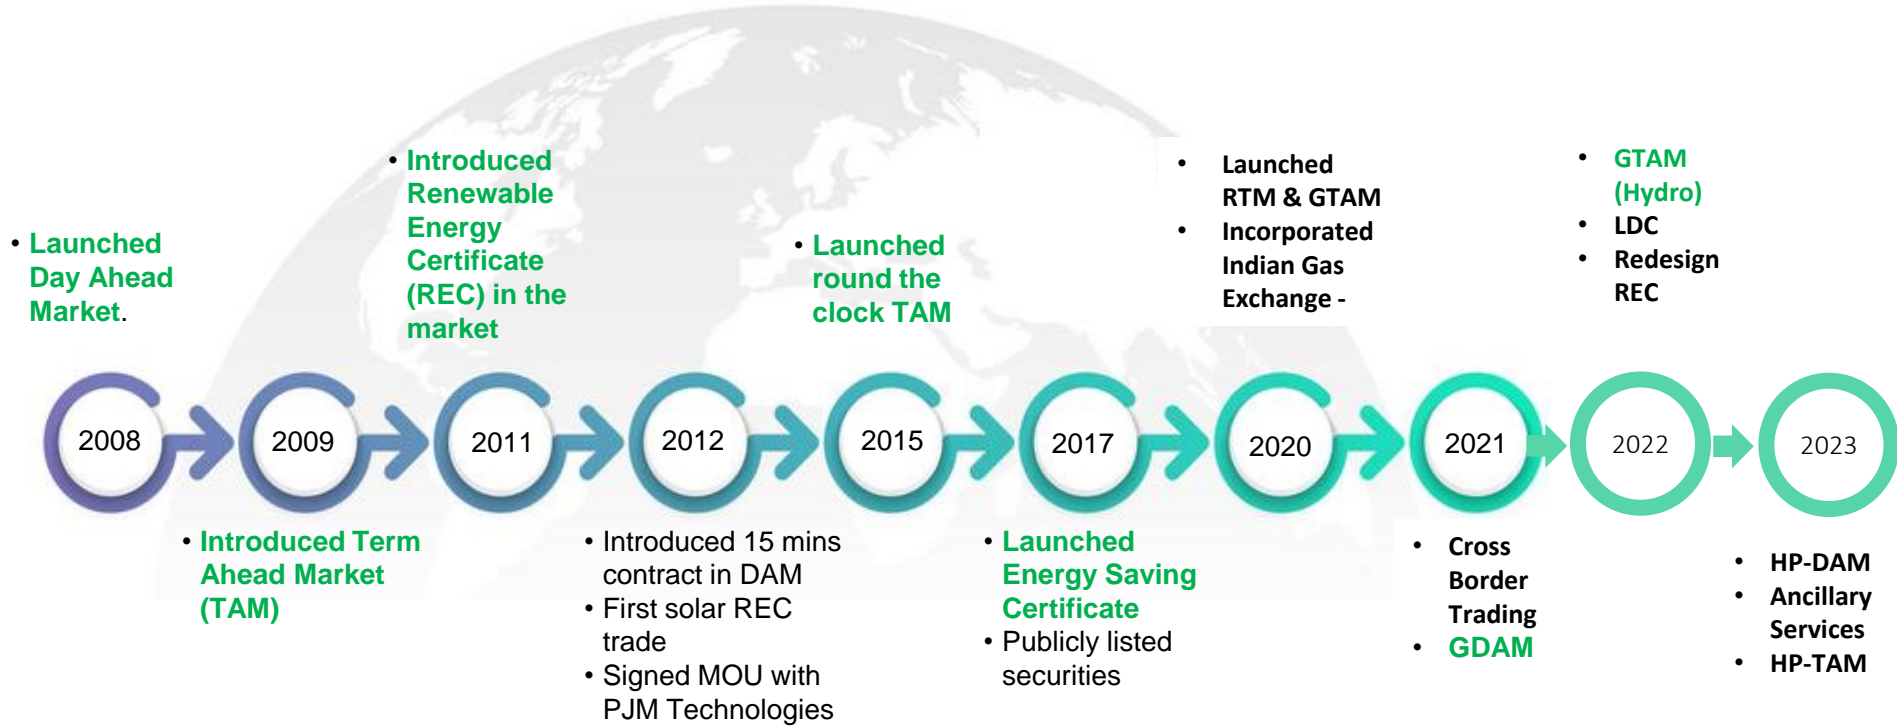 • Launched
Day Ahead
Market.
• Introduced
Renewable
Energy
Certificate
(REC) in the
market
• Launched
round the
clock TAM
• Launched
RTM & GTAM
• Incorporated
Indian Gas
Exchange -
• GTAM
(Hydro)
• LDC
• Redesign
REC
2008
2009
2011
2012
2015
2017
2020
2021
2022
2023
• Introduced Term
Ahead Market
(TAM)
• Introduced 15 mins
contract in DAM
• First solar REC
trade
• Signed MOU with
PJM Technologies
• Launched
Energy Saving
Certificate
• Publicly listed
securities
• Cross
Border
Trading
• GDAM
• HP-DAM
• Ancillary
Services
• HP-TAM